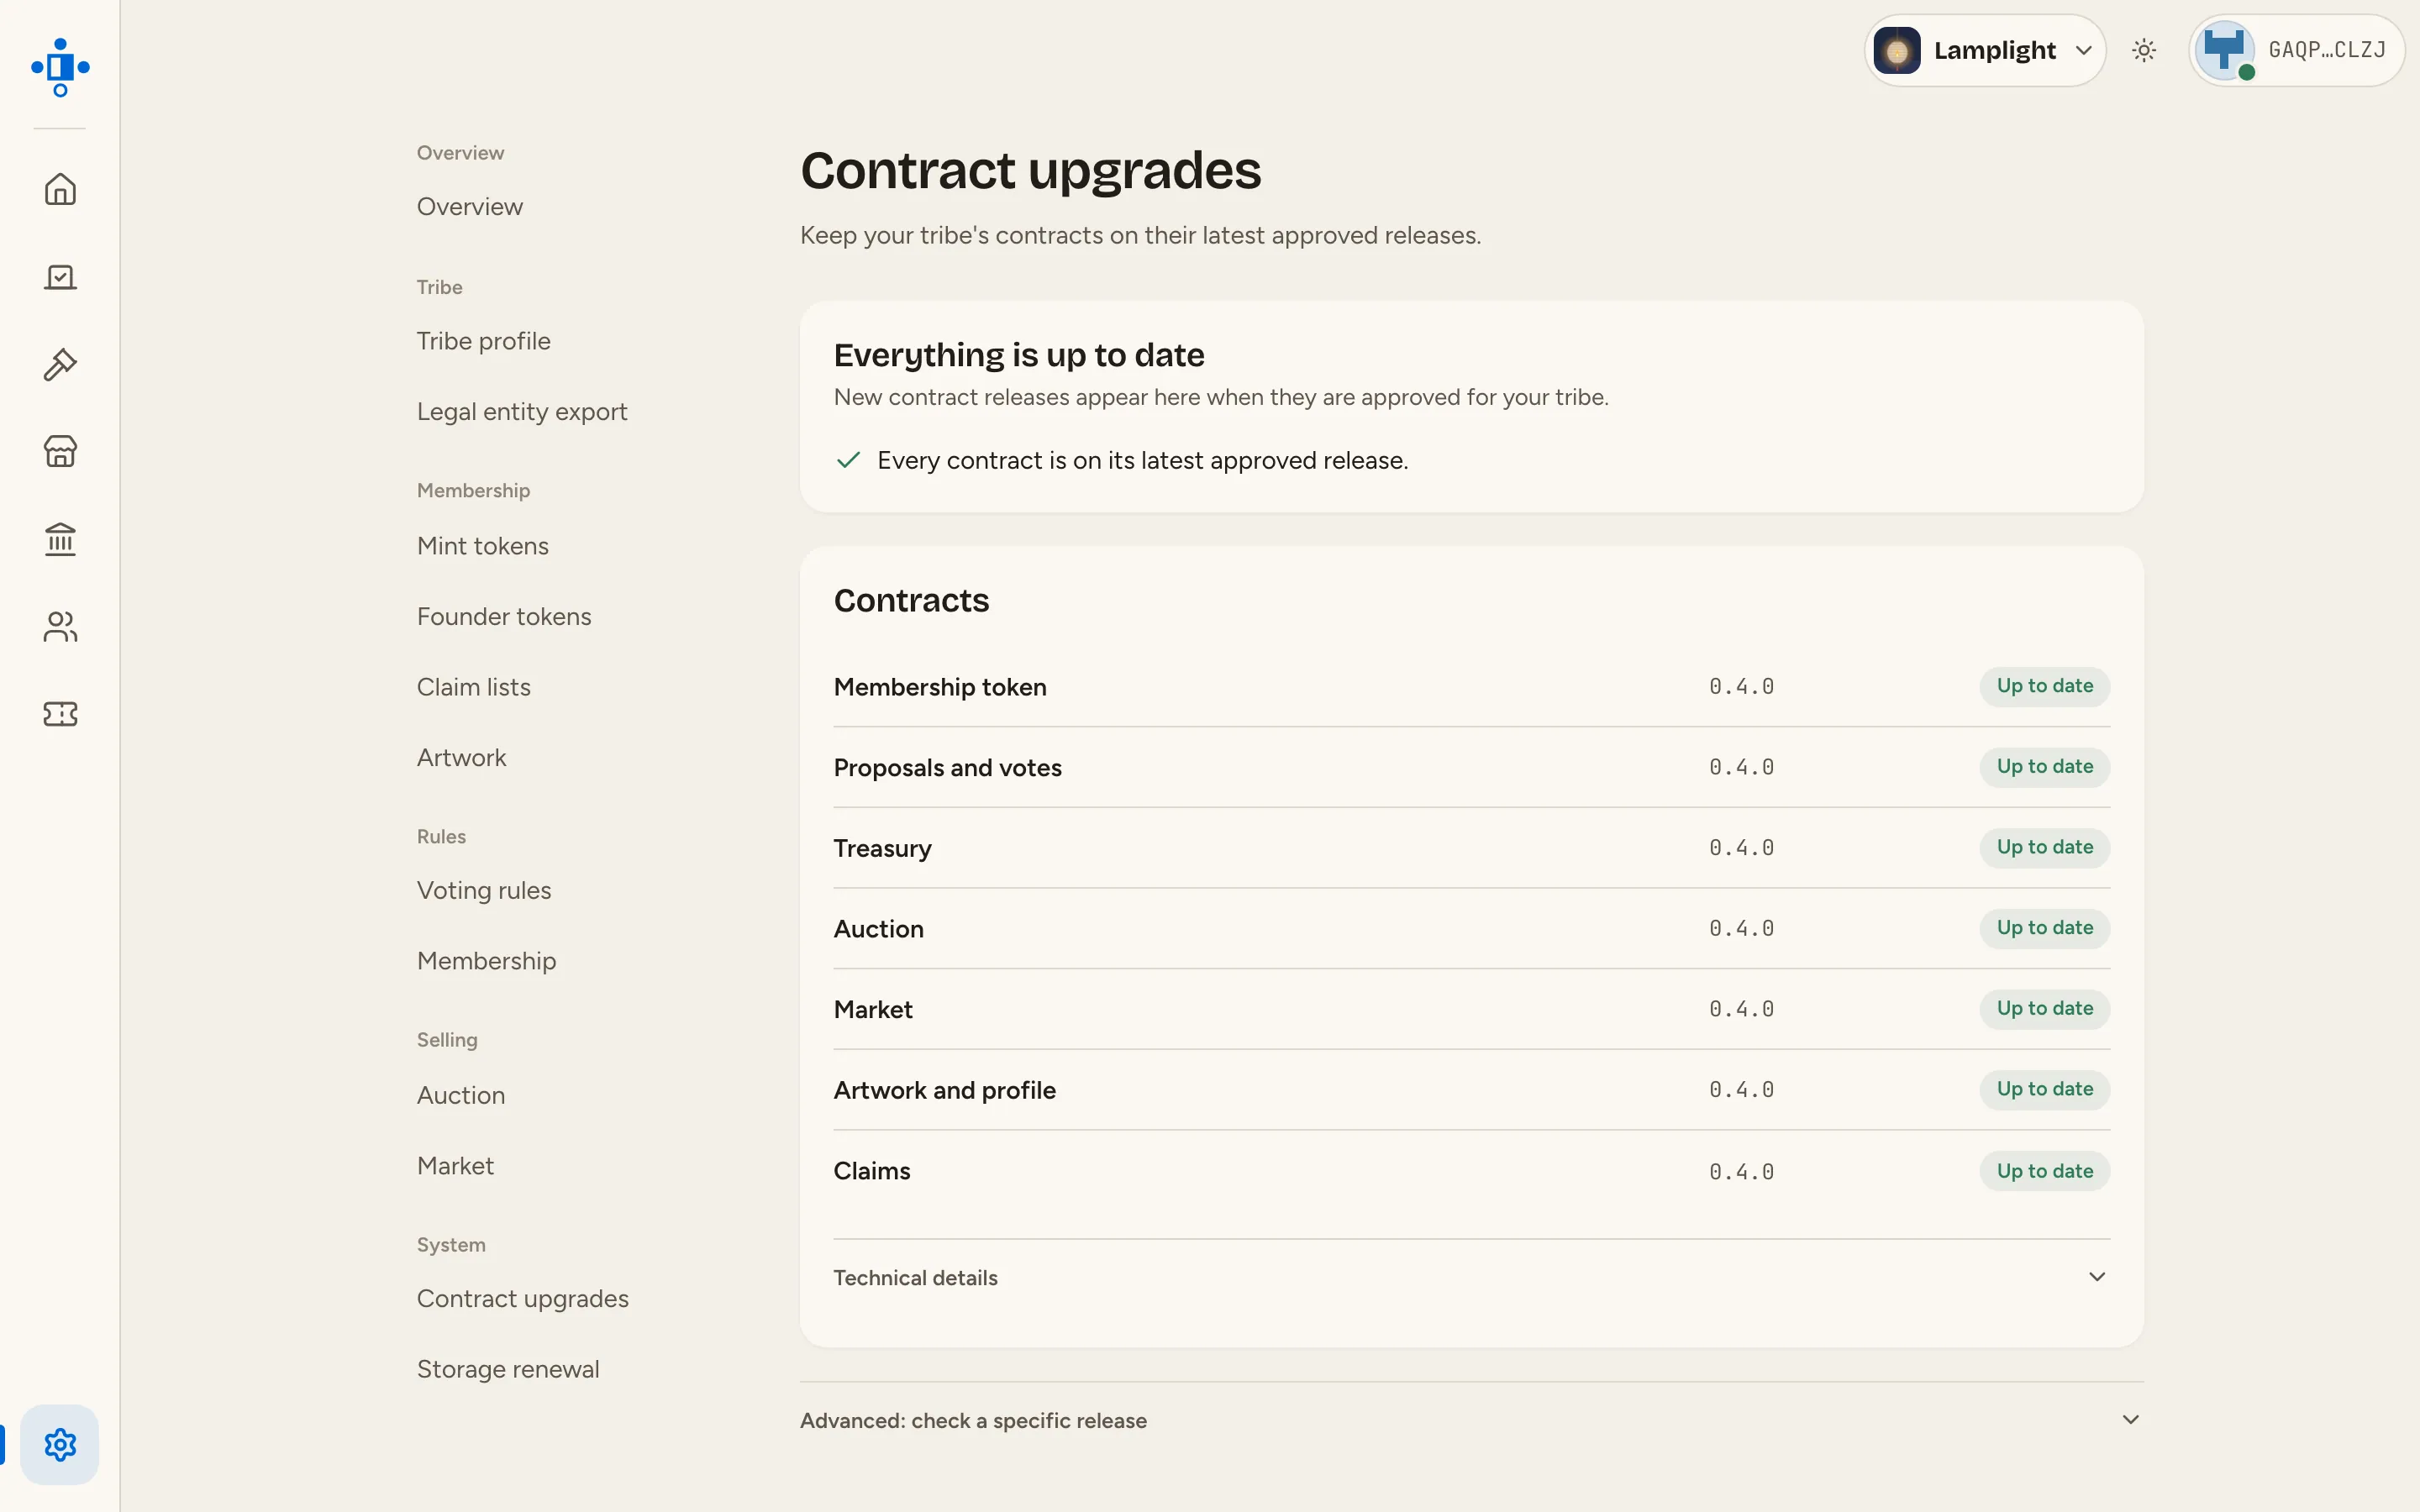 Lamplight
GAQP…CLZJ
Overview
Overview
Tribe
Tribe profile
Legal entity export
Membership
Mint tokens
Founder tokens
Claim lists
Artwork
Rules
Voting rules
Membership
Selling
Auction
Market
System
Contract upgrades
Storage renewal
Contract upgrades
Keep your tribe's contracts on their latest approved releases.
Everything is up to date
New contract releases appear here when they are approved for your tribe.
Every contract is on its latest approved release.
Contracts
Membership token 0.4.0 Up to date
Proposals and votes 0.4.0 Up to date
Treasury 0.4.0 Up to date
Auction 0.4.0 Up to date
Market 0.4.0 Up to date
Artwork and profile 0.4.0 Up to date
Claims 0.4.0 Up to date
Technical details
Advanced: check a specific release